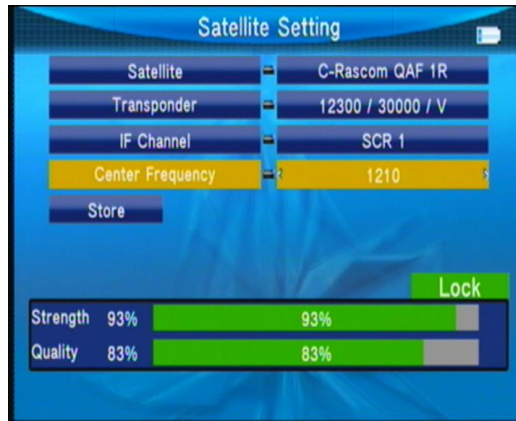 Satellite Setting
Satellite C-Rascom QAF 1R
Transponder 12300 / 30000 / V
IF Channel SCR 1
Center Frequency 1210
Store
Lock
Strength 93% 93%
Quality 83% 83%